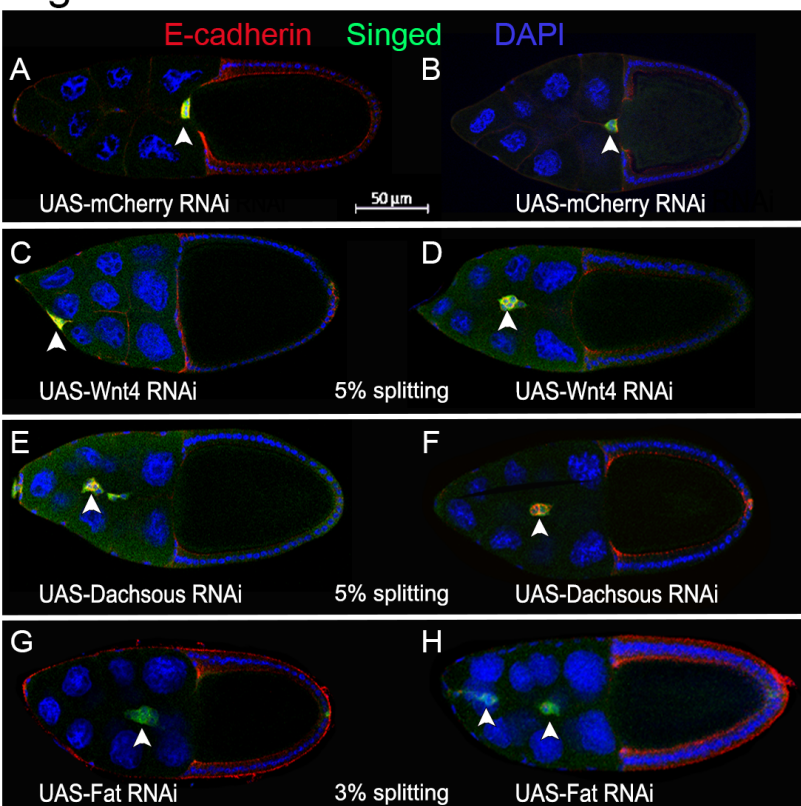 E-cadherin Singed DAPI
A B
UAS-mCherry RNAi 50 µm UAS-mCherry RNAi
C D
UAS-Wnt4 RNAi 5% splitting UAS-Wnt4 RNAi
E F
UAS-Dachsous RNAi 5% splitting UAS-Dachsous RNAi
G H
UAS-Fat RNAi 3% splitting UAS-Fat RNAi